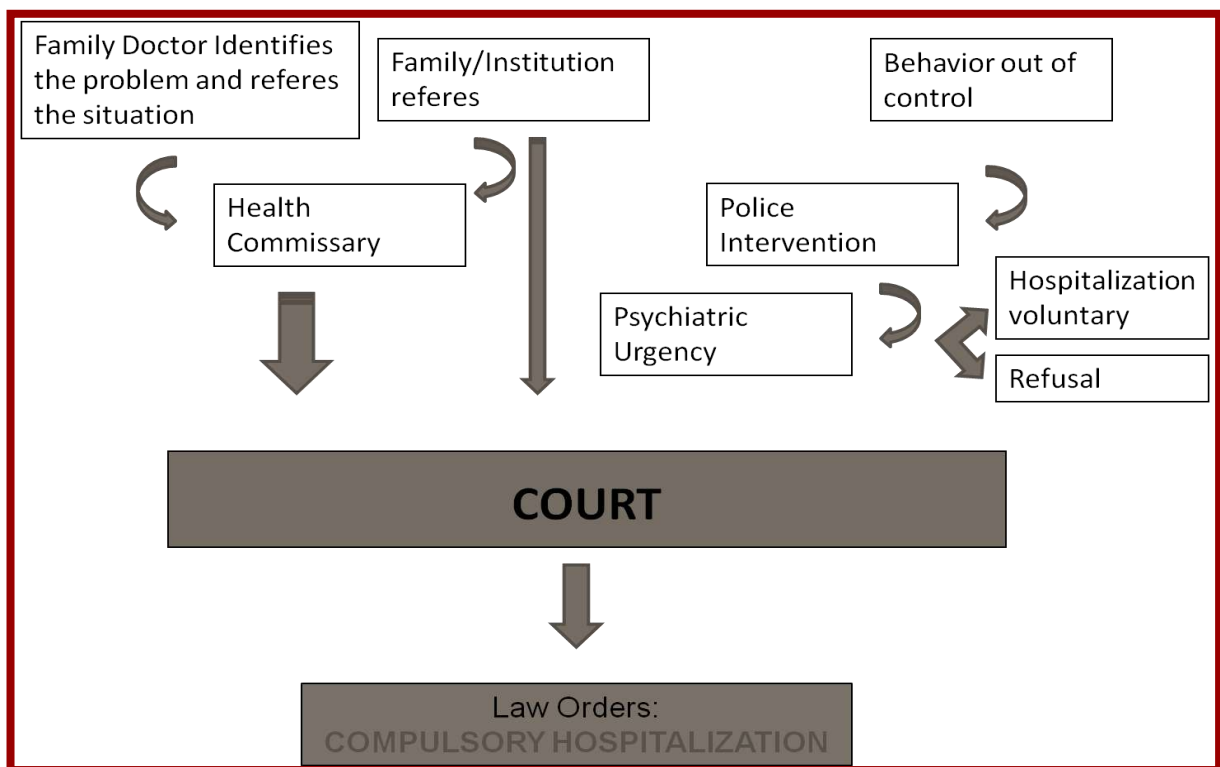 Family Doctor Identifies
the problem and referes
the situation
Family/Institution
referes
Behavior out of
control
Health
Commissary
Police
Intervention
Hospitalization
voluntary
Psychiatric
Urgency
Refusal
COURT
Law Orders:
COMPULSORY HOSPITALIZATION